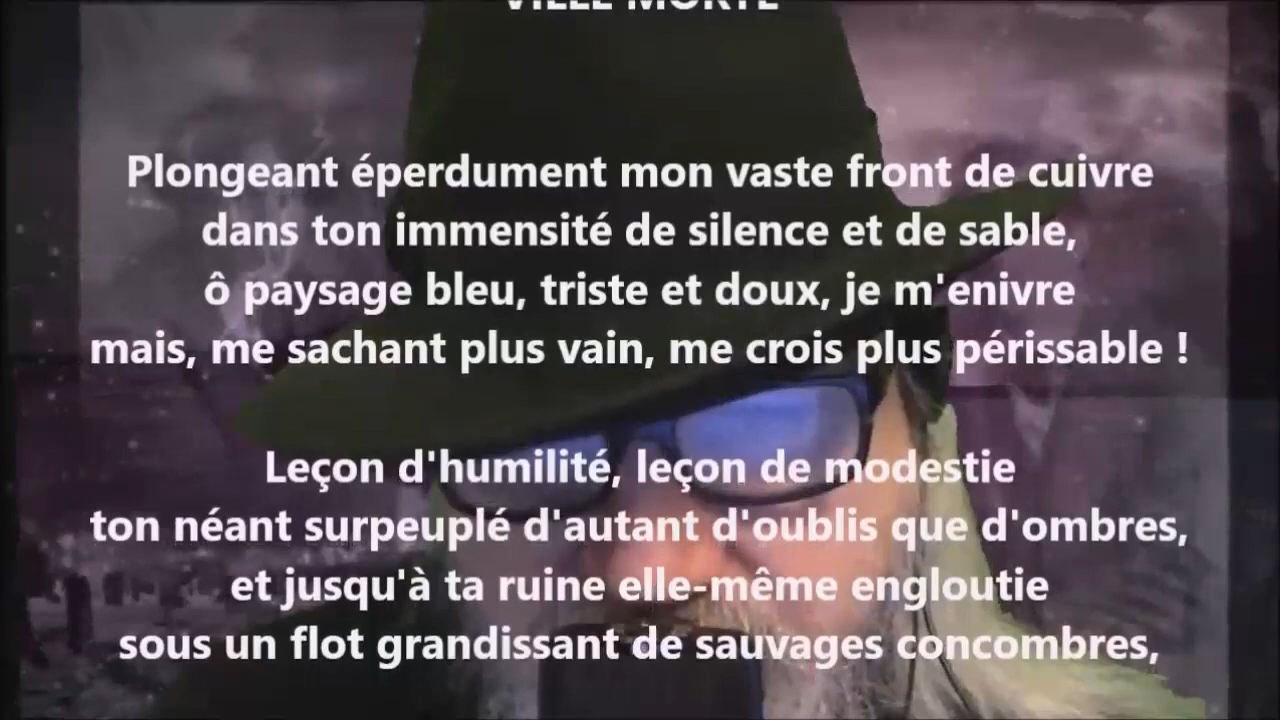 VILLE MORTE
Plongeant éperdument mon vaste front de cuivre
dans ton immensité de silence et de sable,
ô paysage bleu, triste et doux, je m'enivre
mais, me sachant plus vain, me crois plus périssable !
Leçon d'humilité, leçon de modestie
ton néant surpeuplé d'autant d'oublis que d'ombres,
et jusqu'à ta ruine elle-même engloutie
sous un flot grandissant de sauvages concombres,